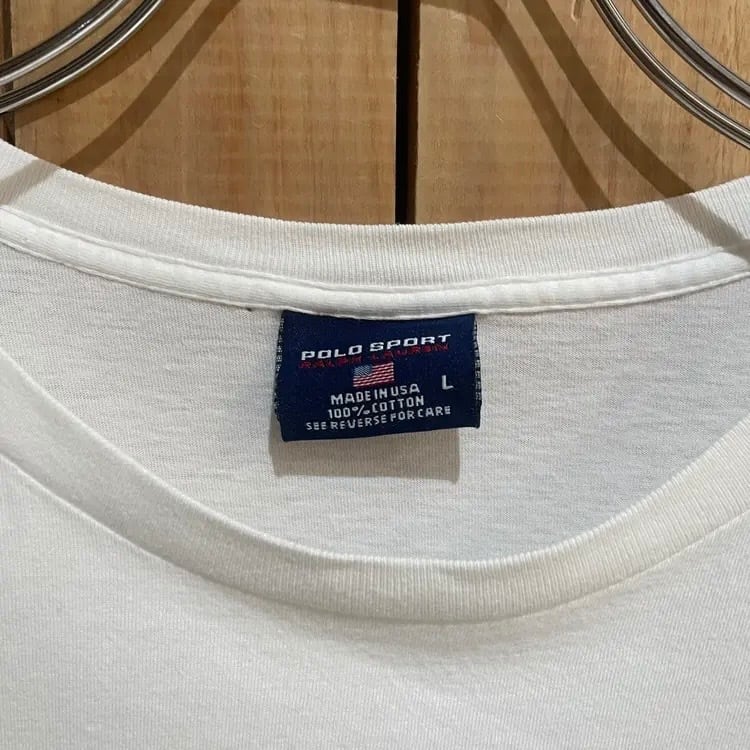 POLO SPORT
RALPH LAUREN
L
MADE IN USA
100% COTTON
SEE REVERSE FOR CARE